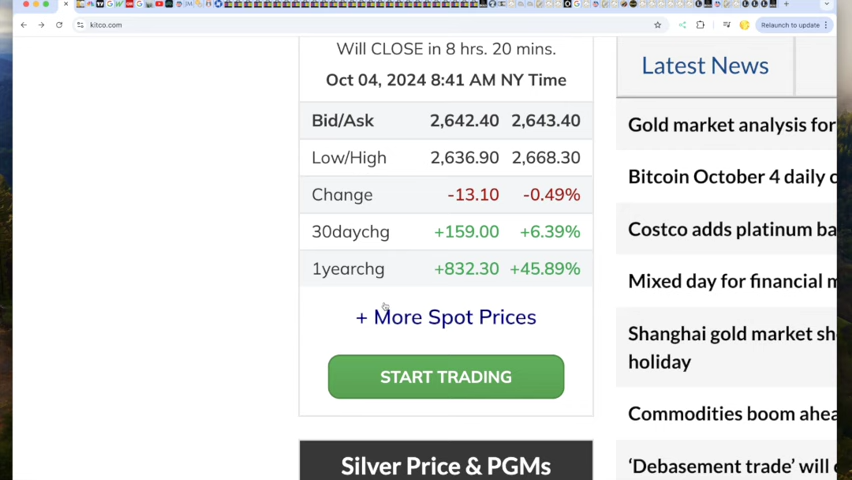 kitco.com
Relaunch to update
Will CLOSE in 8 hrs. 20 mins.
Oct 04, 2024 8:41 AM NY Time
Bid/Ask 2,642.40 2,643.40
Low/High 2,636.90 2,668.30
Change -13.10 -0.49%
30daychg +159.00 +6.39%
1yearchg +832.30 +45.89%
+ More Spot Prices
START TRADING
Silver Price & PGMs
Latest News
Gold market analysis for
Bitcoin October 4 daily c
Costco adds platinum ba
Mixed day for financial m
Shanghai gold market sh
holiday
Commodities boom ahea
‘Debasement trade’ will